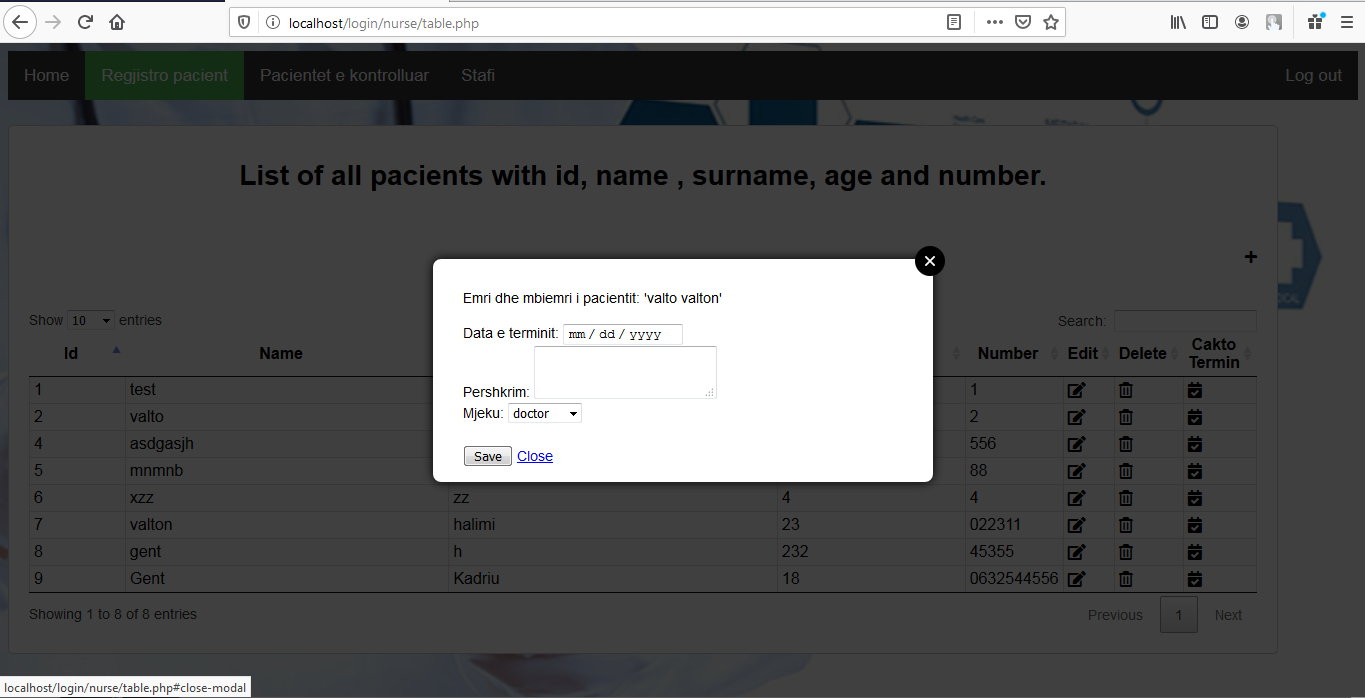 localhost/login/nurse/table.php
Home Regjistro pacient Pacientet e kontrolluar Stafi Log out
List of all pacients with id, name , surname, age and number.
+
Emri dhe mbiemri i pacientit: 'valto valton'
Data e terminit: mm / dd / yyyy
Pershkrim:
Mjeku: doctor
Save Close
Show 10 entries Search:
Id Name Number Edit Delete Cakto Termin
1 test 1
2 valto 2
4 asdgasjh 556
5 mnmnb 88
6 xzz zz 4 4
7 valton halimi 23 022311
8 gent h 232 45355
9 Gent Kadriu 18 0632544556
Showing 1 to 8 of 8 entries Previous 1 Next
localhost/login/nurse/table.php#close-modal